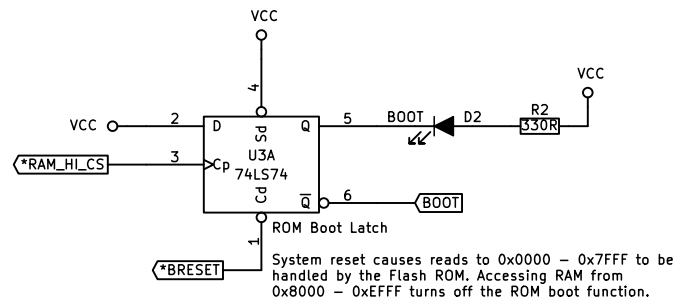 VCC
4
VCC
VCC
2
D
Sd
Q
5
BOOT
D2
R2
330R
*RAM_HI_CS
3
Cp
U3A
74LS74
Cd
Q
6
BOOT
1
ROM Boot Latch
*BRESET
System reset causes reads to 0x0000 – 0x7FFF to be
handled by the Flash ROM. Accessing RAM from
0x8000 – 0xEFFF turns off the ROM boot function.